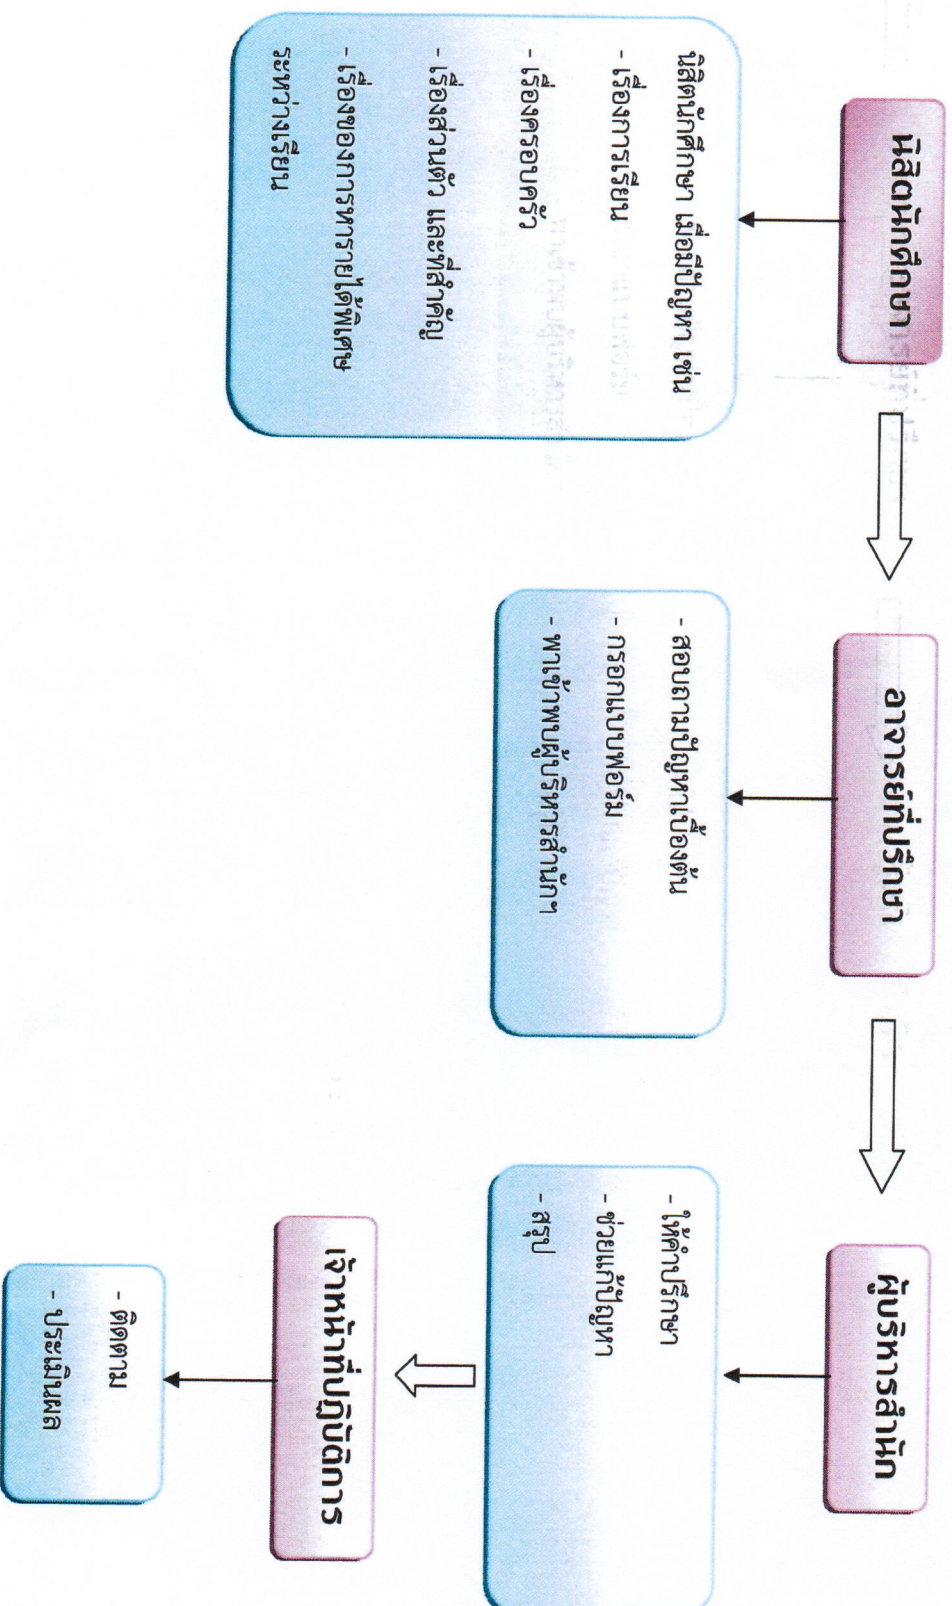 นิสิตนักศึกษา
นิสิตนักศึกษา เมื่อมีปัญหา เช่น
- เรื่องการเรียน
- เรื่องครอบครัว
- เรื่องส่วนตัว และที่สำคัญ
- เรื่องของการหารายได้พิเศษ
ระหว่างเรียน
อาจารย์ที่ปรึกษา
- สอบถามปัญหาเบื้องต้น
- กรอกแบบฟอร์ม
- พาเข้าพบผู้บริหารสำนักฯ
ผู้บริหารสำนัก
- ให้คำปรึกษา
- ช่วยแก้ปัญหา
- สรุป
เจ้าหน้าที่ปฏิบัติการ
- ติดตาม
- ประเมินผล